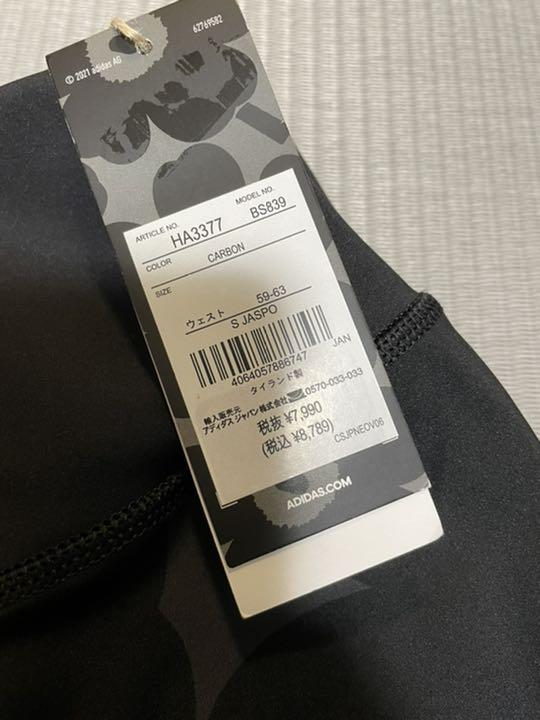 62769582
© 2021 adidas AG
ARTICLE NO. MODEL NO.
HA3377 BS839
COLOR CARBON
SIZE
ウェスト 59-63
S JASPO
JAN
4064057886747
タイランド製
輸入販売元
アディダス ジャパン株式会社 0570-033-033
税抜 ¥7,990
(税込 ¥8,789)
CSJPNEOV06
ADIDAS.COM